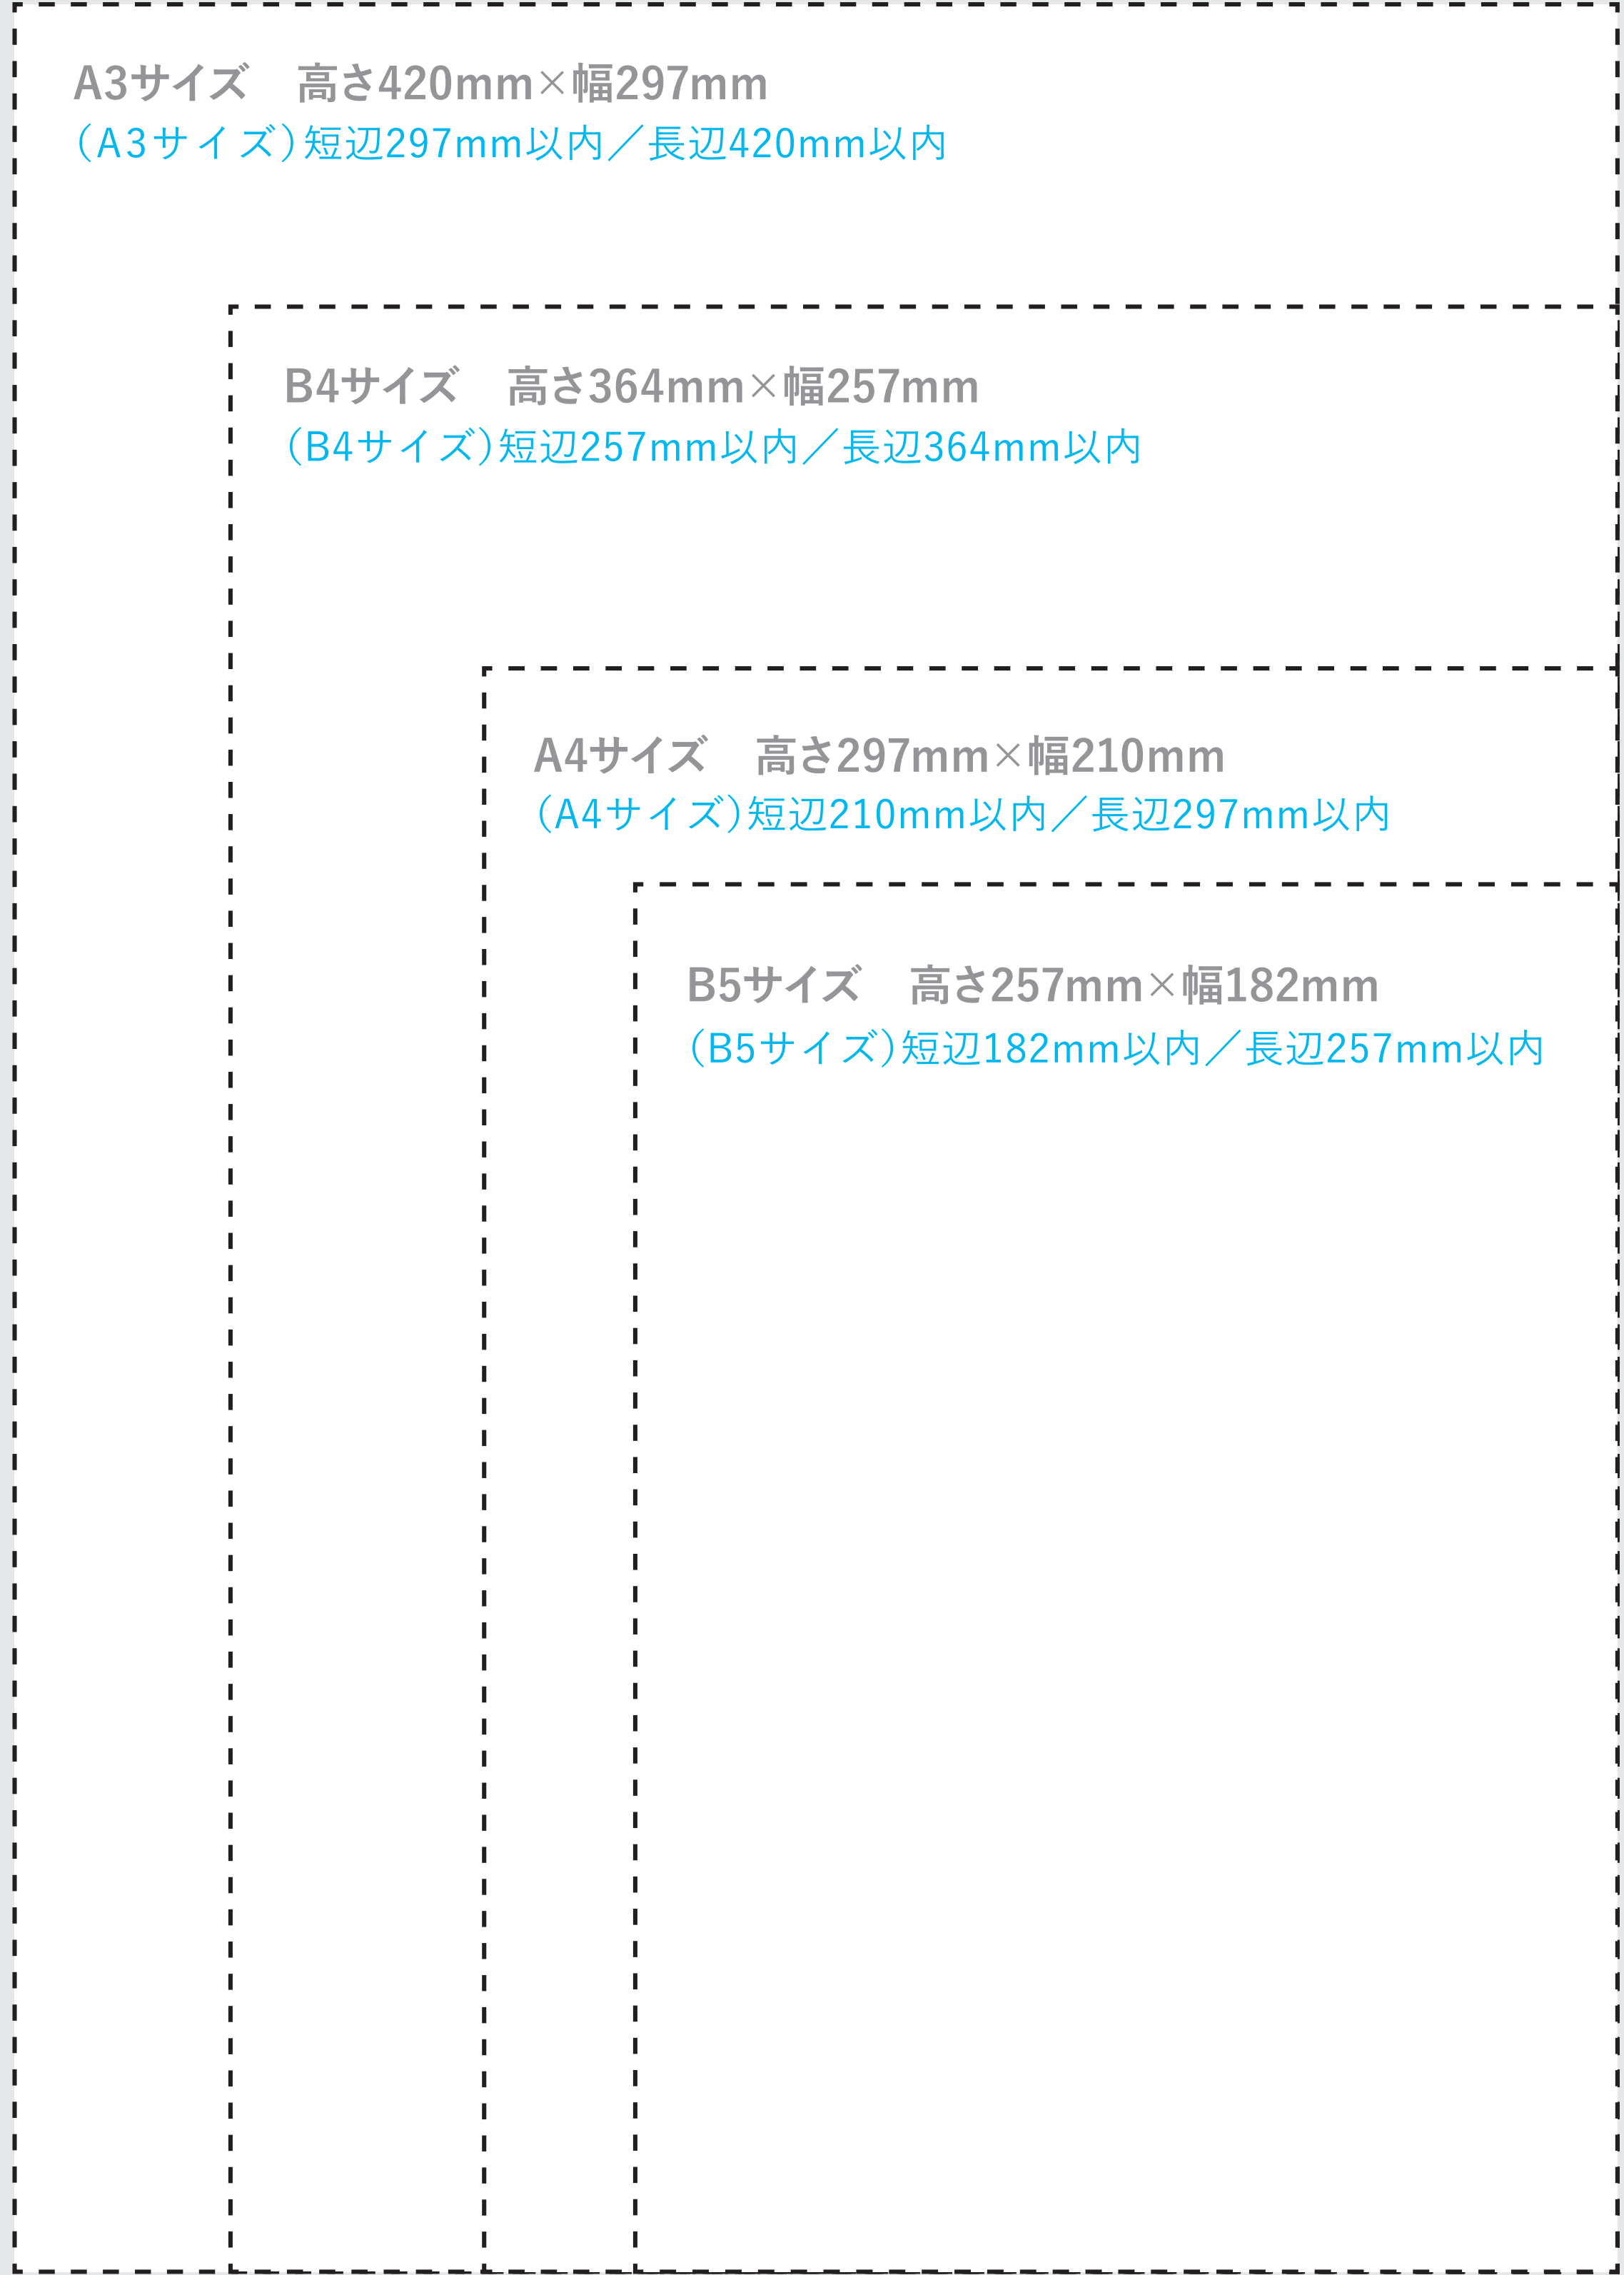 A3サイズ　高さ420mm×幅297mm
（A3サイズ）短辺297mm以内／長辺420mm以内
B4サイズ　高さ364mm×幅257mm
（B4サイズ）短辺257mm以内／長辺364mm以内
A4サイズ　高さ297mm×幅210mm
（A4サイズ）短辺210mm以内／長辺297mm以内
B5サイズ　高さ257mm×幅182mm
（B5サイズ）短辺182mm以内／長辺257mm以内